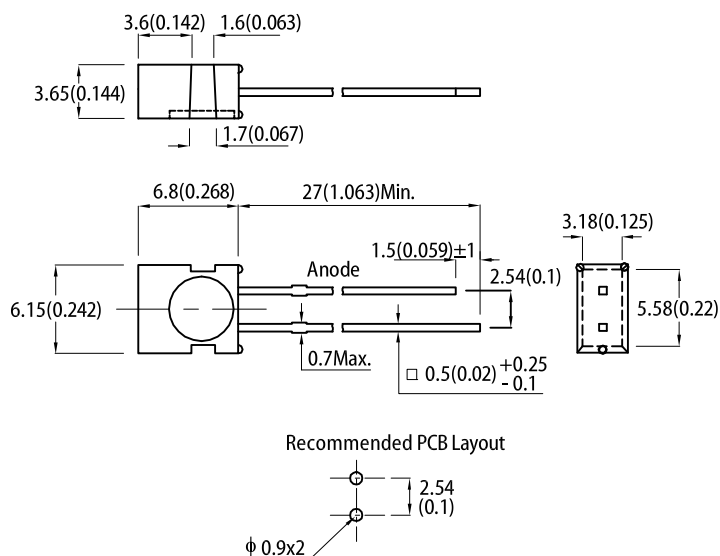 3.6(0.142)
1.6(0.063)
3.65(0.144)
1.7(0.067)
6.8(0.268)
27(1.063)Min.
3.18(0.125)
1.5(0.059)±1
Anode
2.54(0.1)
6.15(0.242)
5.58(0.22)
0.7Max.
□ 0.5(0.02) +0.25
- 0.1
Recommended PCB Layout
2.54
(0.1)
ϕ 0.9x2